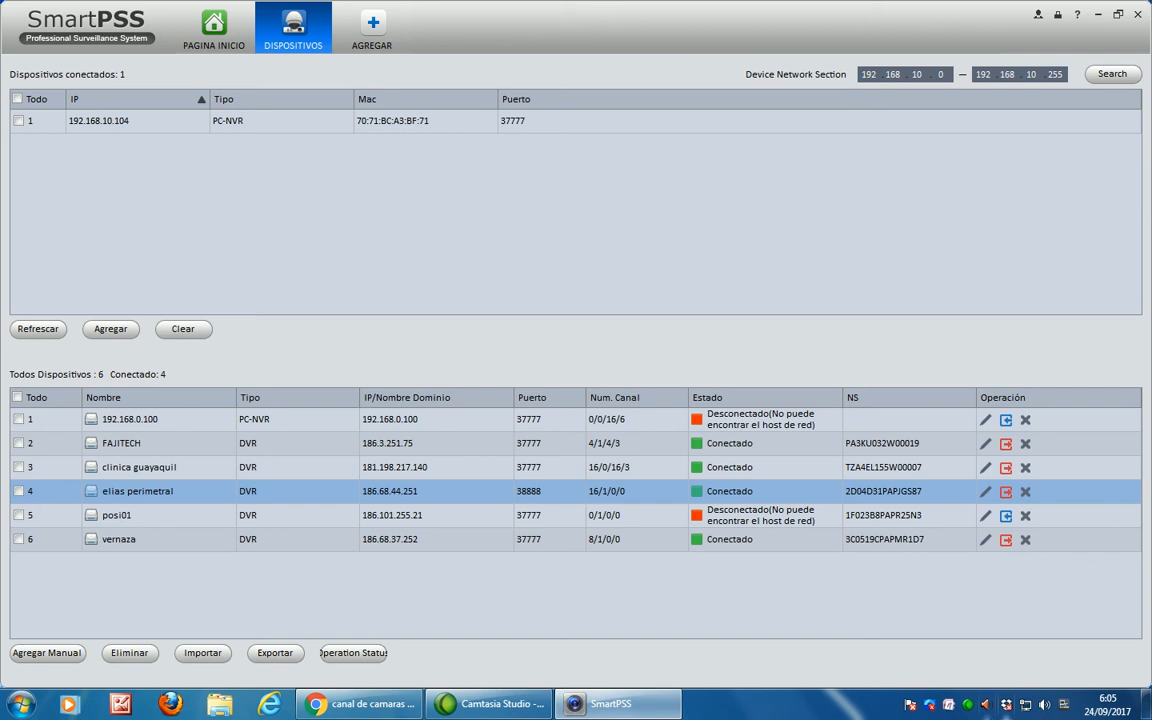 SmartPSS
Professional Surveillance System
PAGINA INICIO
DISPOSITIVOS
AGREGAR
?
Dispositivos conectados: 1
Device Network Section 192 . 168 . 10 . 0 — 192 . 168 . 10 . 255 Search
Todo IP Tipo Mac Puerto
1 192.168.10.104 PC-NVR 70:71:BC:A3:BF:71 37777
Refrescar Agregar Clear
Todos Dispositivos : 6 Conectado: 4
Todo Nombre Tipo IP/Nombre Dominio Puerto Num. Canal Estado NS Operación
1 192.168.0.100 PC-NVR 192.168.0.100 37777 0/0/16/6 Desconectado(No puede
encontrar el host de red)
2 FAJITECH DVR 186.3.251.75 37777 4/1/4/3 Conectado PA3KU032W00019
3 clinica guayaquil DVR 181.198.217.140 37777 16/0/16/3 Conectado TZA4EL155W00007
4 elias perimetral DVR 186.68.44.251 38888 16/1/0/0 Conectado 2D04D31PAPJGS87
5 posi01 DVR 186.101.255.21 37777 0/1/0/0 Desconectado(No puede
encontrar el host de red) 1F023B8PAPR25N3
6 vernaza DVR 186.68.37.252 37777 8/1/0/0 Conectado 3C0519CPAPMR1D7
Agregar Manual Eliminar Importar Exportar Operation Status
canal de camaras ... Camtasia Studio -... SmartPSS
6:05
24/09/2017